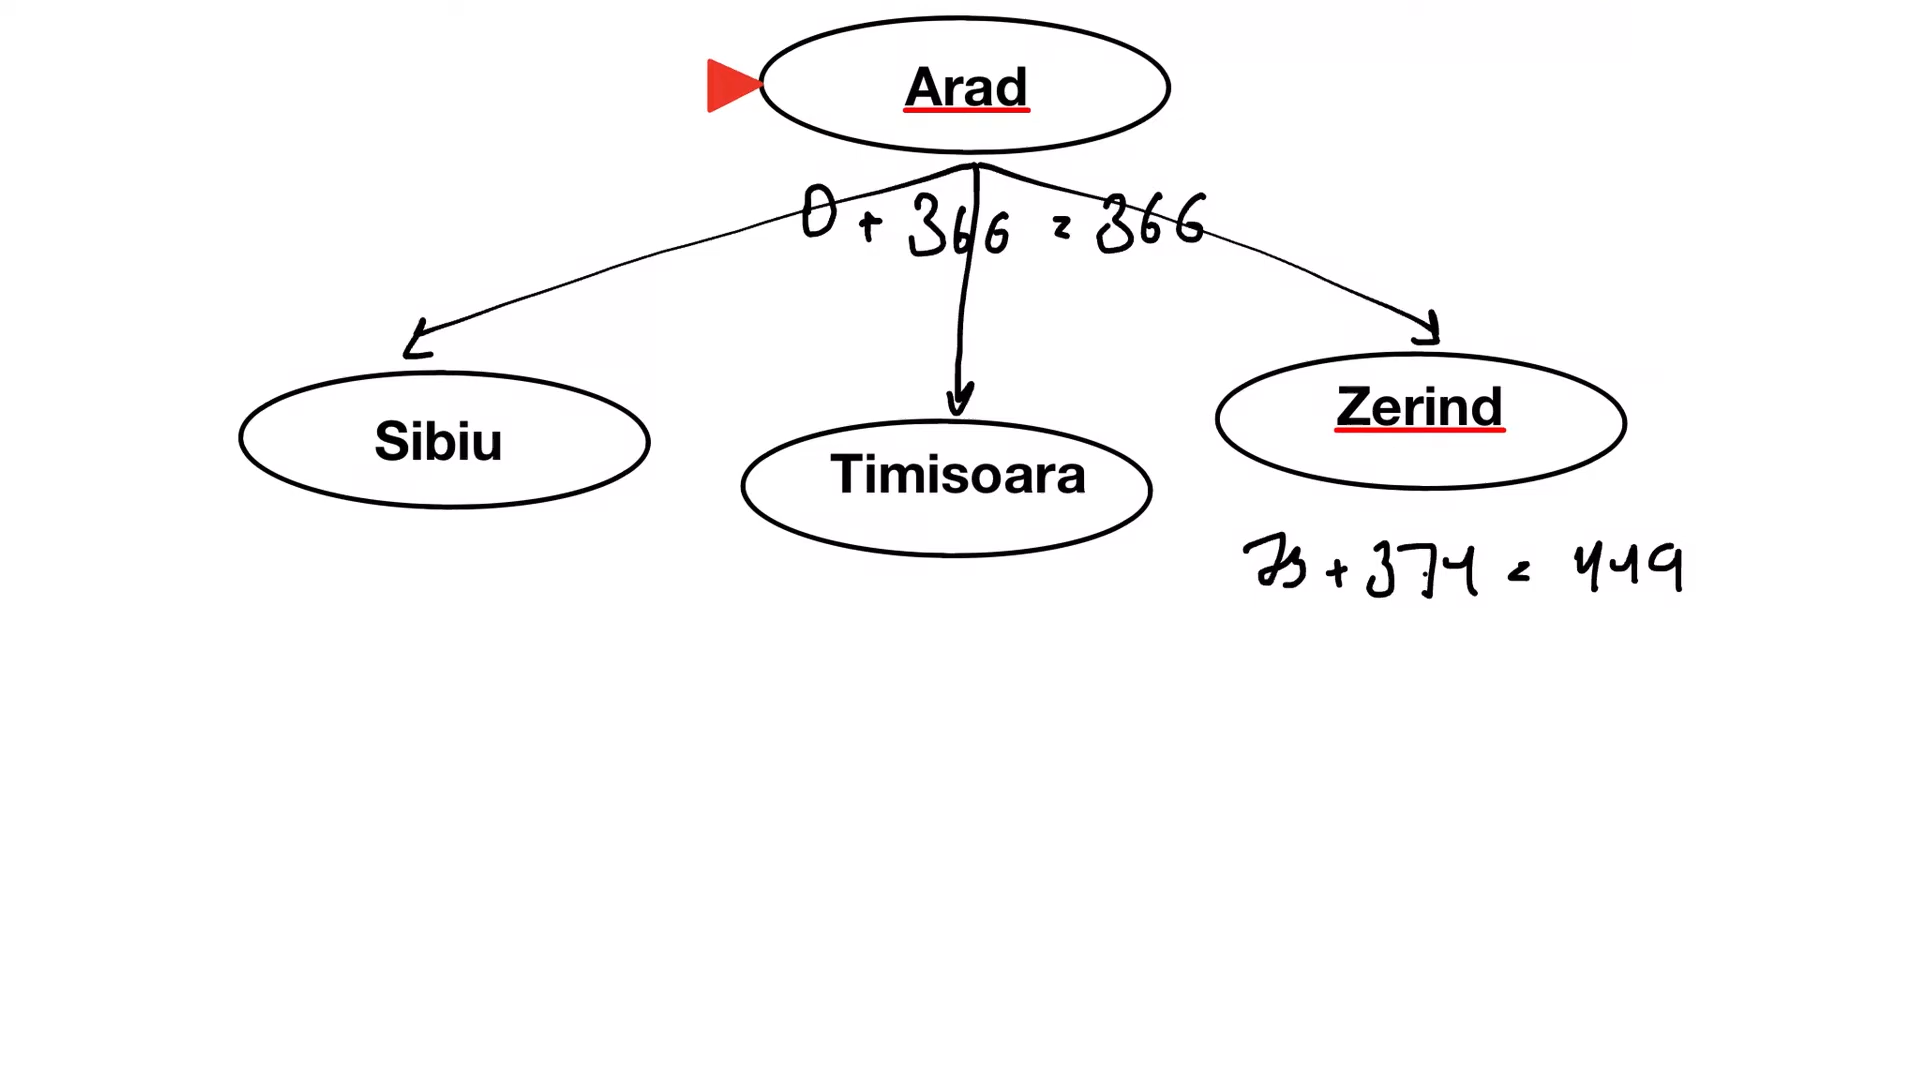 Arad
0 + 366 = 366
Sibiu
Timisoara
Zerind
75 + 374 = 449